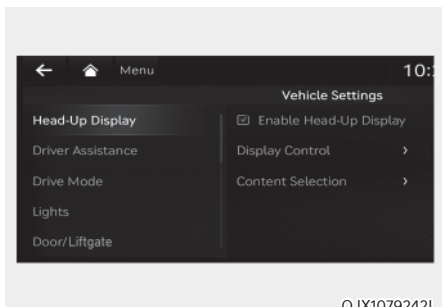 Menu
10:
Vehicle Settings
Head-Up Display
Enable Head-Up Display
Driver Assistance
Display Control
Drive Mode
Content Selection
Lights
Door/Liftgate
OJX1079242L